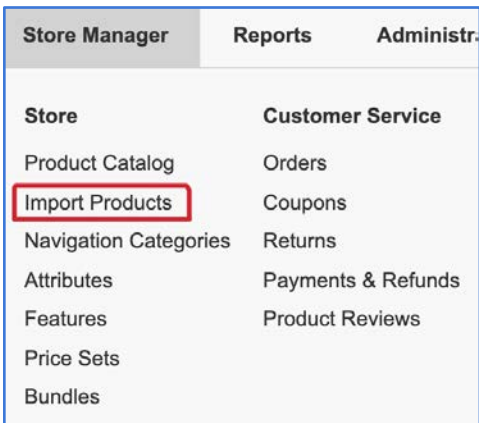 Store Manager Reports
Store Customer Service
Product Catalog Orders
Import Products Coupons
Navigation Categories Returns
Attributes Payments & Refunds
Features Product Reviews
Price Sets
Bundles